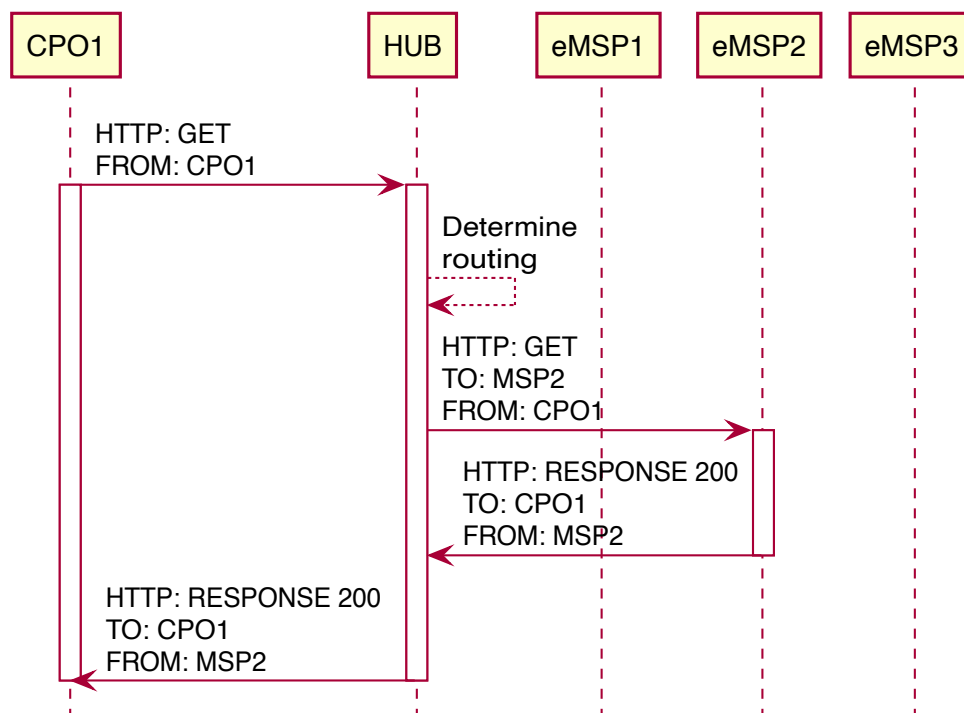 CPO1
HUB
eMSP1
eMSP2
eMSP3
HTTP: GET
FROM: CPO1
Determine
routing
HTTP: GET
TO: MSP2
FROM: CPO1
HTTP: RESPONSE 200
TO: CPO1
FROM: MSP2
HTTP: RESPONSE 200
TO: CPO1
FROM: MSP2